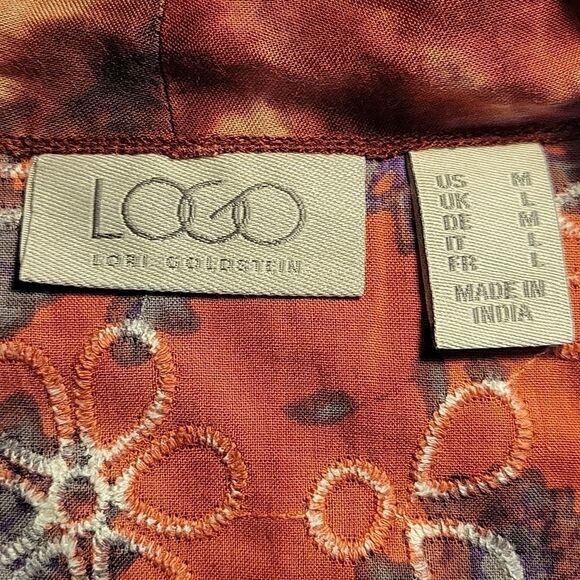 LOGO
LORI GOLDSTEIN
US M
UK L
DE M
IT L
FR L
MADE IN
INDIA